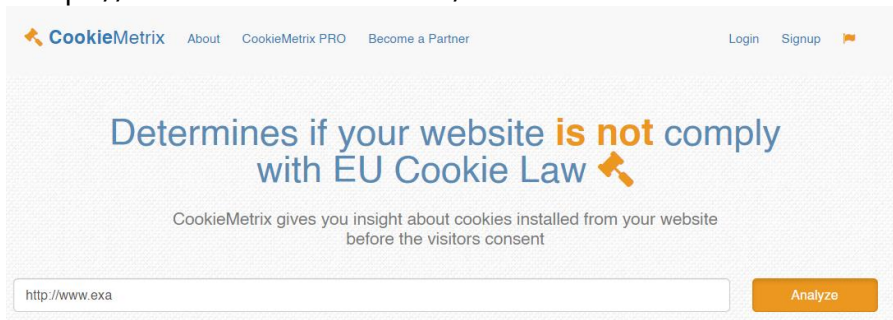 CookieMetrix About CookieMetrix PRO Become a Partner Login Signup
Determines if your website is not comply
with EU Cookie Law
CookieMetrix gives you insight about cookies installed from your website
before the visitors consent
http://www.exa Analyze